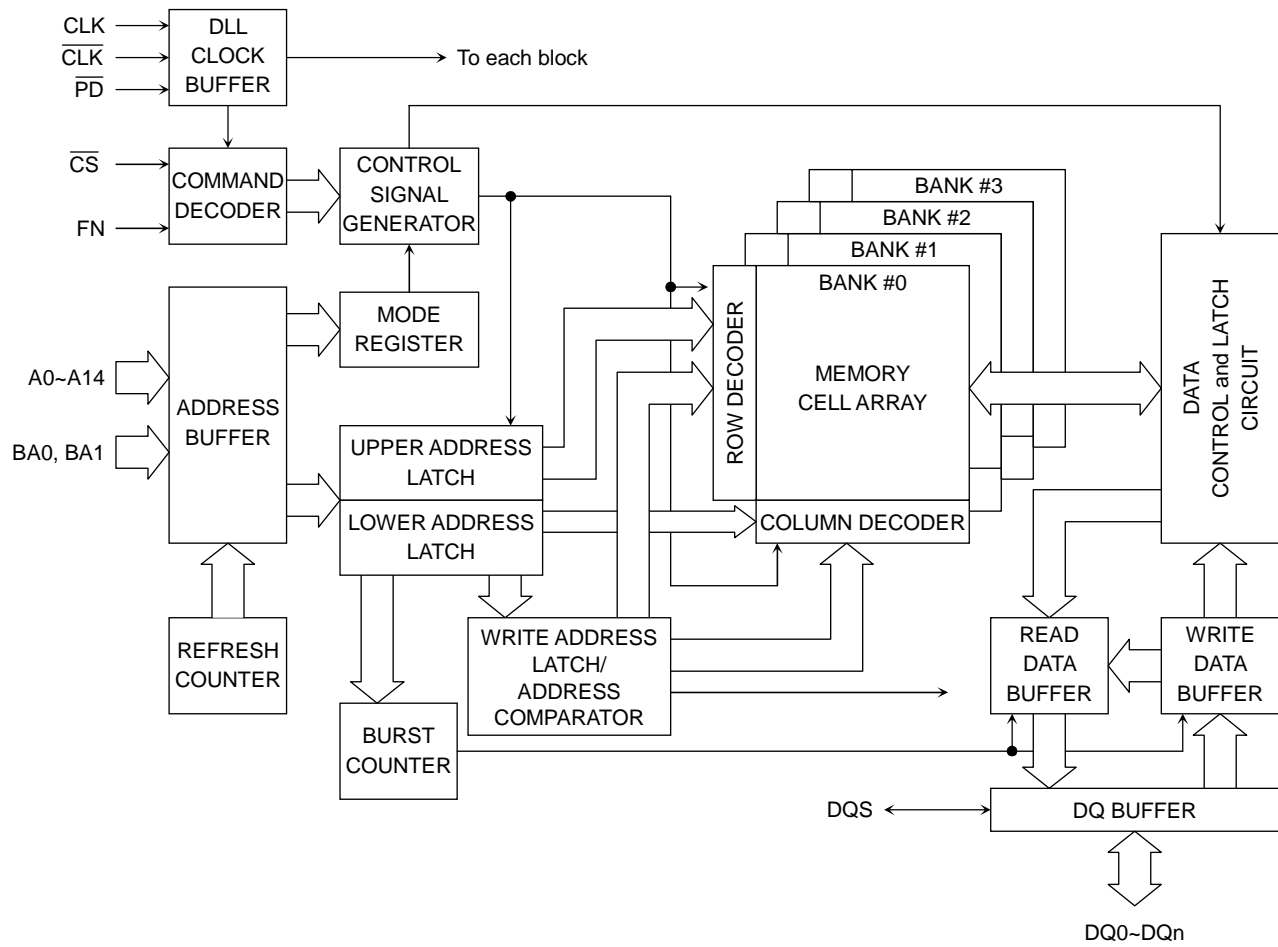 CLK
CLK
PD
DLL
CLOCK
BUFFER
To each block
CS
FN
COMMAND
DECODER
CONTROL
SIGNAL
GENERATOR
BANK #3
BANK #2
BANK #1
BANK #0
MODE
REGISTER
A0~A14
BA0, BA1
ADDRESS
BUFFER
ROW DECODER
MEMORY
CELL ARRAY
DATA
CONTROL and LATCH
CIRCUIT
UPPER ADDRESS
LATCH
LOWER ADDRESS
LATCH
COLUMN DECODER
REFRESH
COUNTER
WRITE ADDRESS
LATCH/
ADDRESS
COMPARATOR
READ
DATA
BUFFER
WRITE
DATA
BUFFER
BURST
COUNTER
DQS
DQ BUFFER
DQ0~DQn